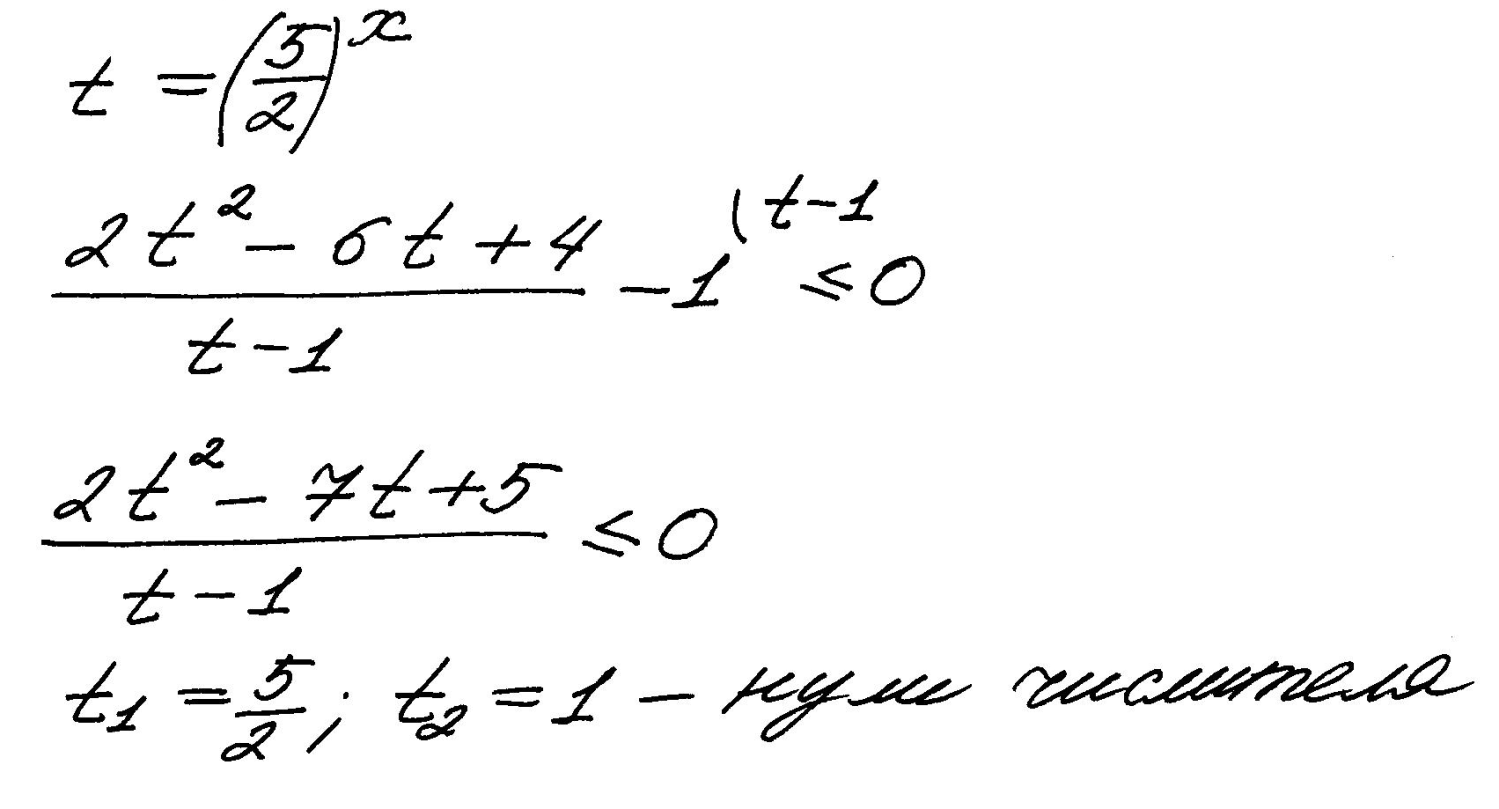 t = (5/2)^x
(2t² - 6t + 4)/(t - 1) - 1^(t-1 ≤ 0
(2t² - 7t + 5)/(t - 1) ≤ 0
t₁ = 5/2; t₂ = 1 — нули числителя